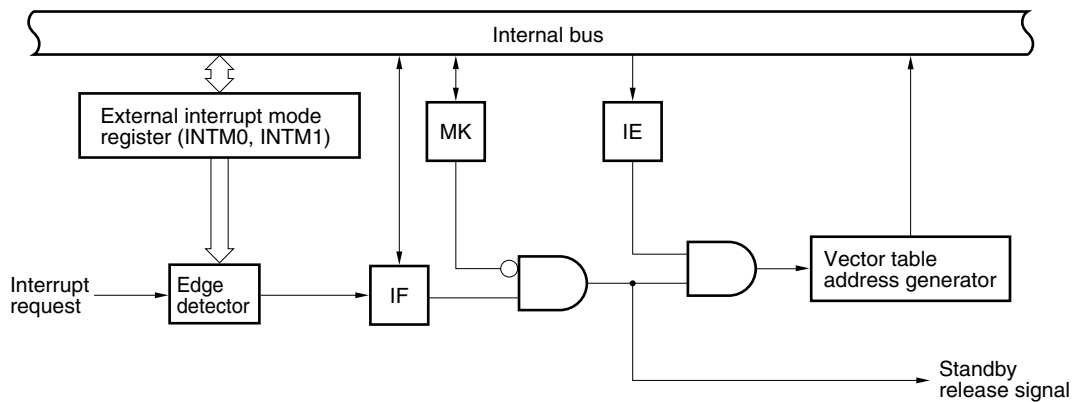 Internal bus
External interrupt mode
register (INTM0, INTM1)
MK
IE
Interrupt
request
Edge
detector
IF
Vector table
address generator
Standby
release signal